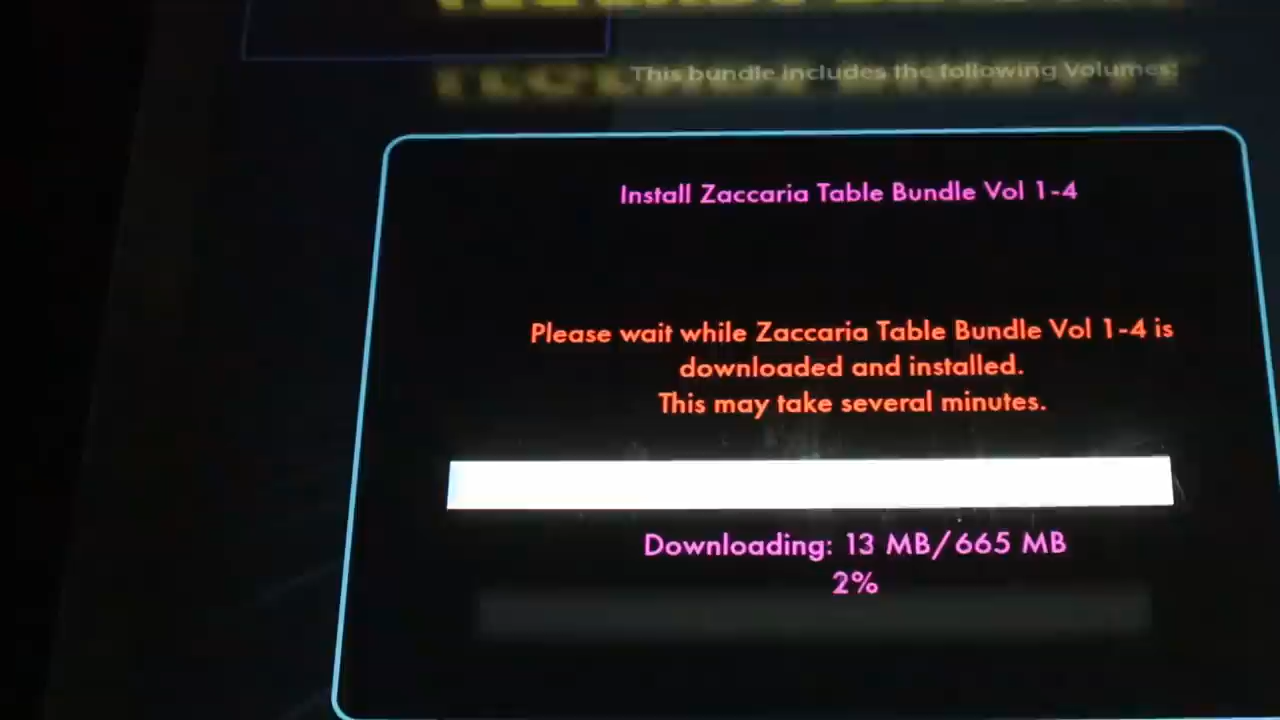 This bundle includes the following Volumes:
Install Zaccaria Table Bundle Vol 1-4
Please wait while Zaccaria Table Bundle Vol 1-4 is
downloaded and installed.
This may take several minutes.
Downloading: 13 MB/665 MB
2%